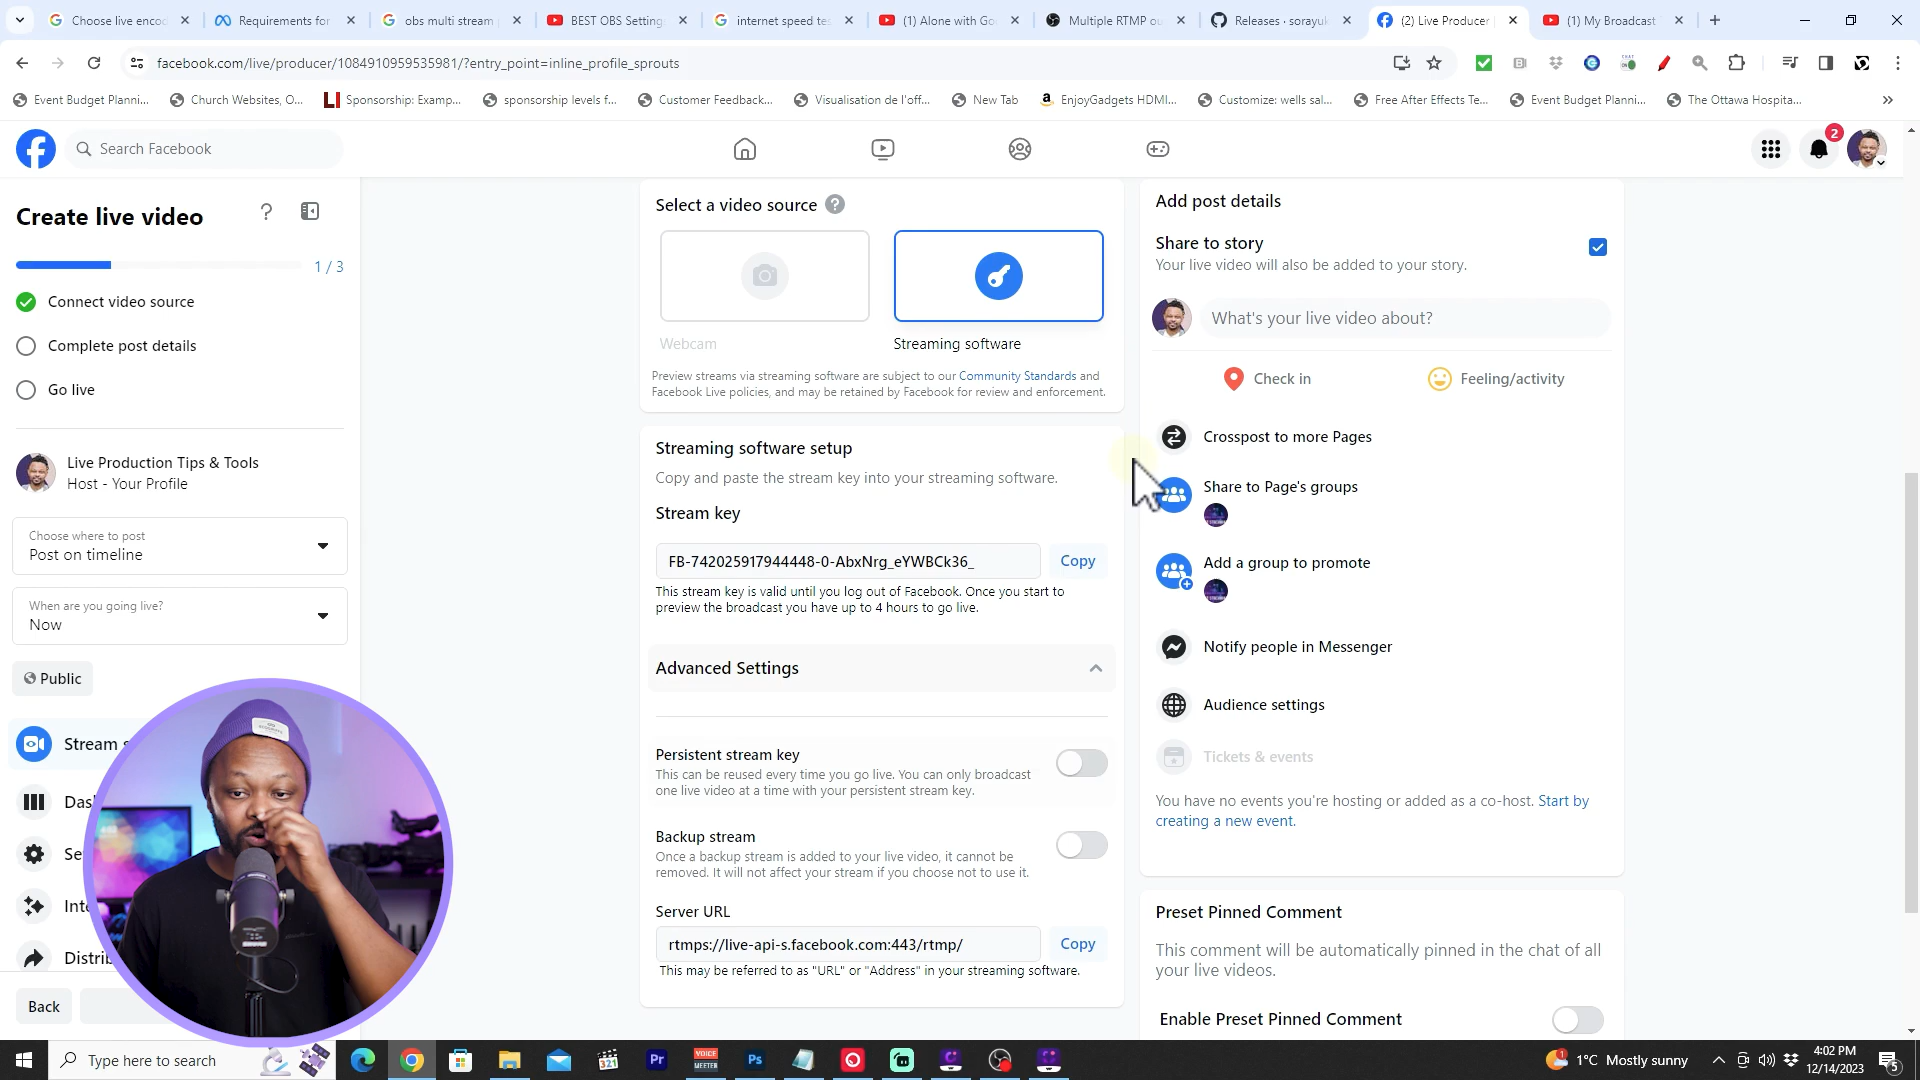 Choose live encod
Requirements for
obs multi stream
BEST OBS Setting
internet speed te
(1) Alone with Go
Multiple RTMP ou
Releases · sorayuk
(2) Live Producer
(1) My Broadcast
facebook.com/live/producer/1084910959535981/?entry_point=inline_profile_sprouts
Event Budget Planni...
Church Websites, O...
Sponsorship: Examp...
sponsorship levels f...
Customer Feedback...
Visualisation de l'off...
New Tab
EnjoyGadgets HDMI...
Customize: wells sal...
Free After Effects Te...
Event Budget Planni...
The Ottawa Hospita...
Search Facebook
2
Create live video
1 / 3
Connect video source
Complete post details
Go live
Live Production Tips & Tools
Host - Your Profile
Choose where to post
Post on timeline
When are you going live?
Now
Public
Stream s
Das
Se
Inte
Distrib
Back
Select a video source
Webcam
Streaming software
Preview streams via streaming software are subject to our Community Standards and
Facebook Live policies, and may be retained by Facebook for review and enforcement.
Streaming software setup
Copy and paste the stream key into your streaming software.
Stream key
FB-742025917944448-0-AbxNrg_eYWBCk36_
Copy
This stream key is valid until you log out of Facebook. Once you start to
preview the broadcast you have up to 4 hours to go live.
Advanced Settings
Persistent stream key
This can be reused every time you go live. You can only broadcast
one live video at a time with your persistent stream key.
Backup stream
Once a backup stream is added to your live video, it cannot be
removed. It will not affect your stream if you choose not to use it.
Server URL
rtmps://live-api-s.facebook.com:443/rtmp/
Copy
This may be referred to as "URL" or "Address" in your streaming software.
Add post details
Share to story
Your live video will also be added to your story.
What's your live video about?
Check in
Feeling/activity
Crosspost to more Pages
Share to Page's groups
Add a group to promote
Notify people in Messenger
Audience settings
Tickets & events
You have no events you're hosting or added as a co-host. Start by
creating a new event.
Preset Pinned Comment
This comment will be automatically pinned in the chat of all
your live videos.
Enable Preset Pinned Comment
Type here to search
321
Pr
VOICE
MEETER
Ps
1°C Mostly sunny
4:02 PM
12/14/2023
5